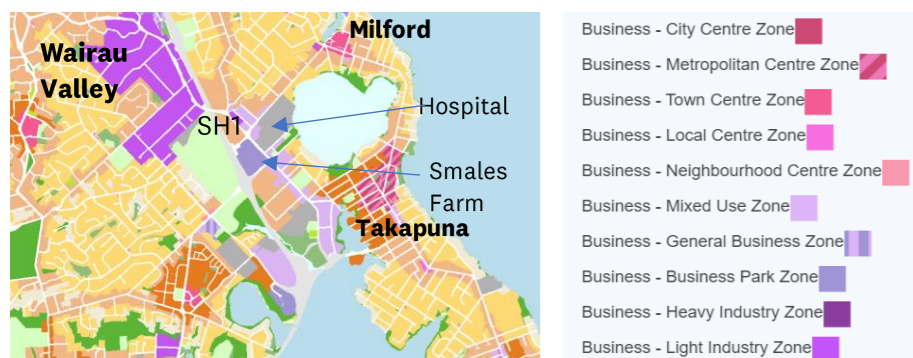 Milford
Wairau
Valley
Hospital
SH1
Smales
Farm
Takapuna
Business - City Centre Zone
Business - Metropolitan Centre Zone
Business - Town Centre Zone
Business - Local Centre Zone
Business - Neighbourhood Centre Zone
Business - Mixed Use Zone
Business - General Business Zone
Business - Business Park Zone
Business - Heavy Industry Zone
Business - Light Industry Zone